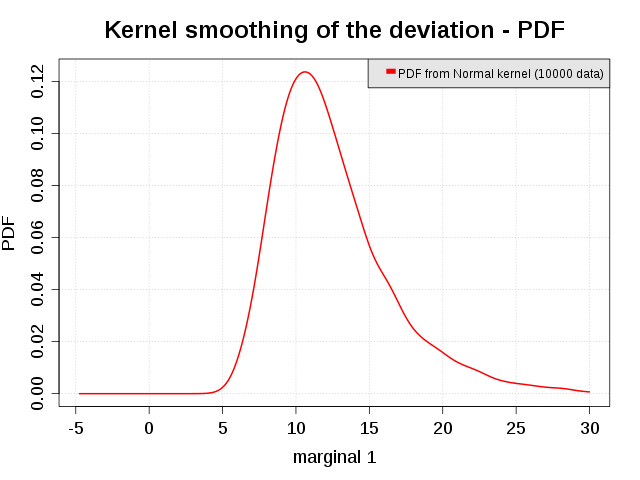 Kernel smoothing of the deviation - PDF
PDF from Normal kernel (10000 data)
PDF
0.12
0.10
0.08
0.06
0.04
0.02
0.00
-5 0 5 10 15 20 25 30
marginal 1